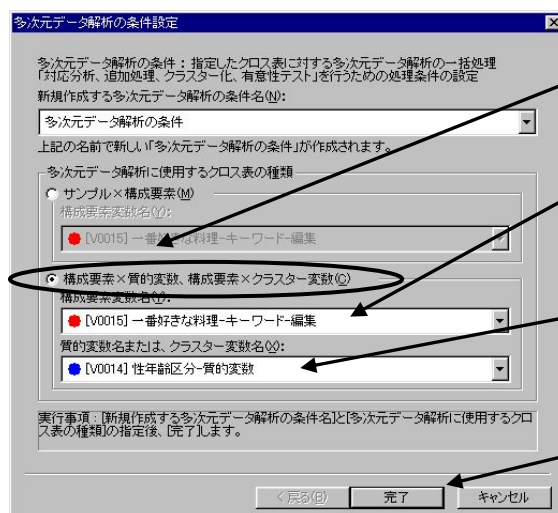 多次元データ解析の条件設定
多次元データ解析の条件：指定したクロス表に対する多次元データ解析の一括処理
「対応分析、追加処理、クラスター化、有意性テスト」を行うための処理条件の設定
新規作成する多次元データ解析の条件名(N):
多次元データ解析の条件
上記の名前で新しい「多次元データ解析の条件」が作成されます。
多次元データ解析に使用するクロス表の種類
サンプル×構成要素(M)
構成要素変数名(Y):
[V0015] 一番好きな料理-キーワード-編集
構成要素×質的変数、構成要素×クラスター変数(C)
構成要素変数名(Y):
[V0015] 一番好きな料理-キーワード-編集
質的変数名または、クラスター変数名(X):
[V0014] 性年齢区分-質的変数
実行事項：[新規作成する多次元データ解析の条件名]と[多次元データ解析に使用するクロ
ス表の種類]の指定後、[完了]します。
< 戻る(B) 完了 キャンセル